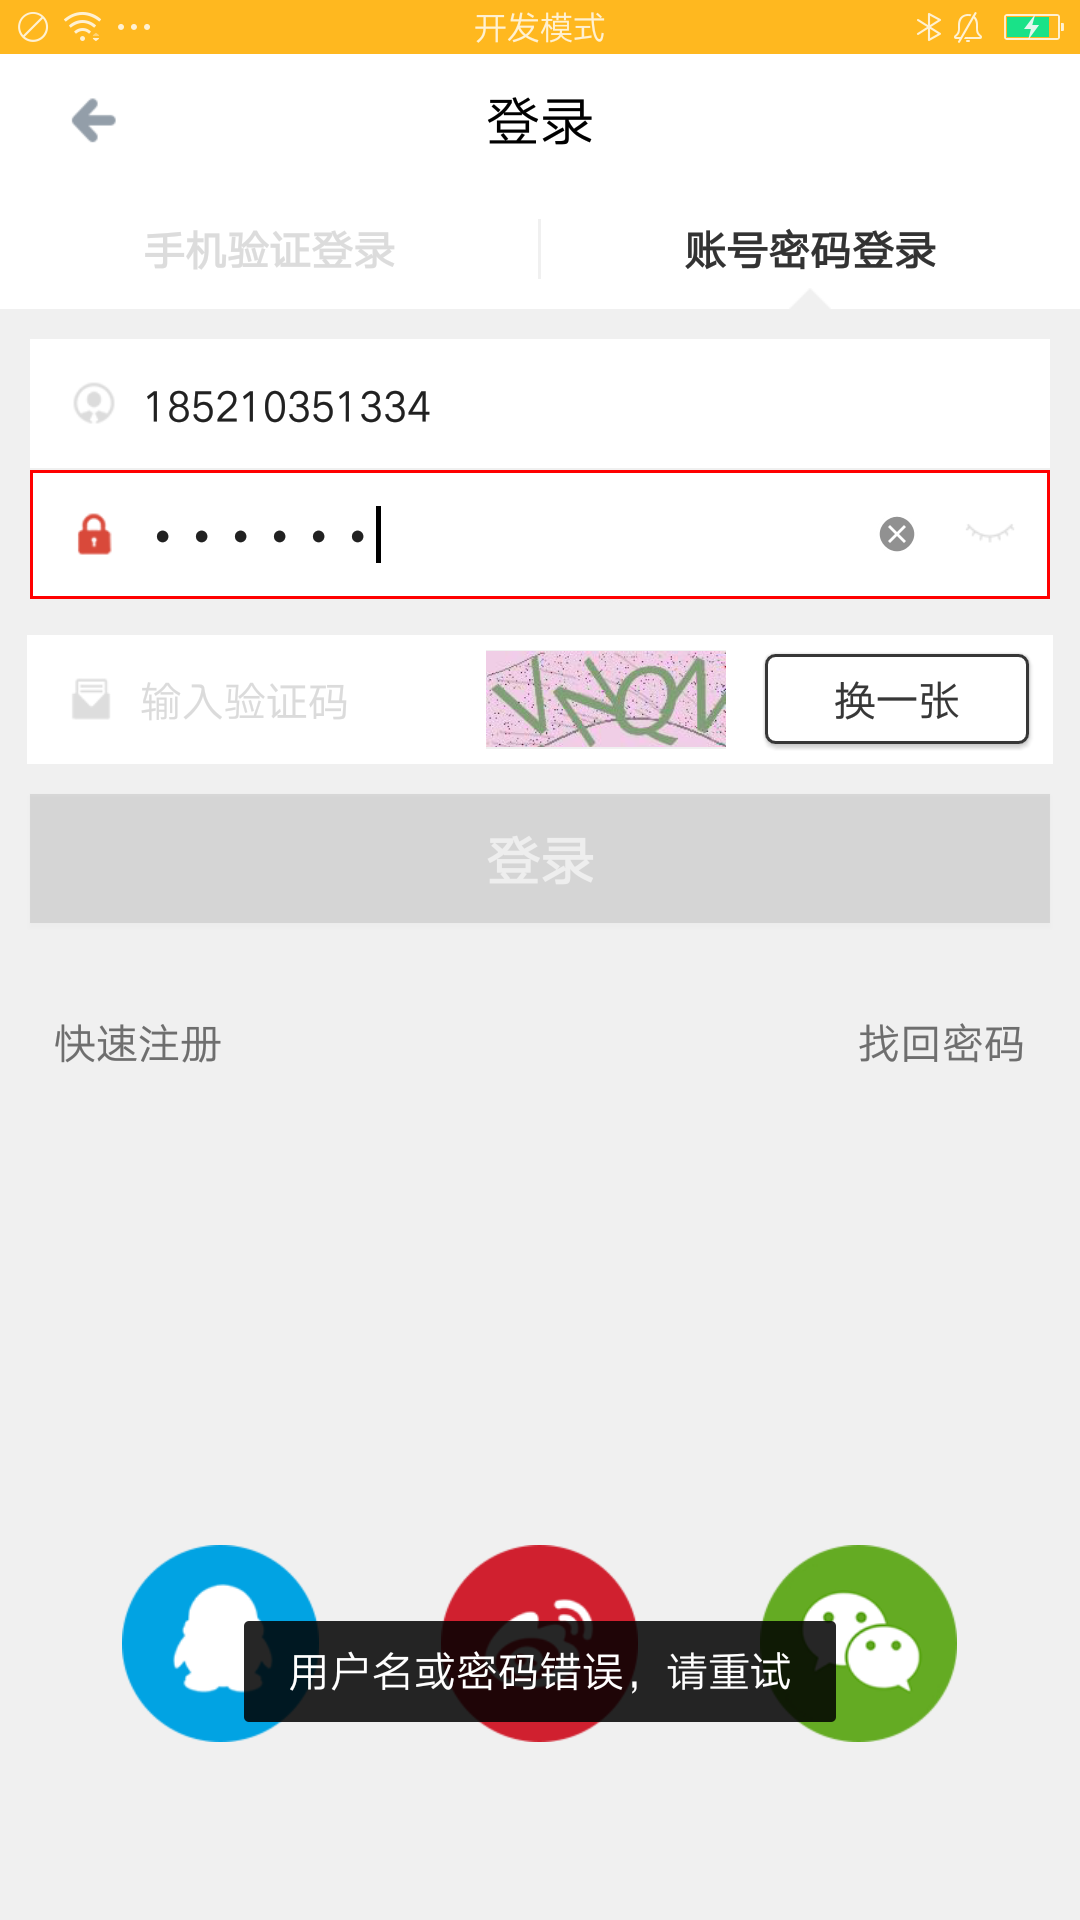 开发模式
登录
手机验证登录
账号密码登录
185210351334
••••••
输入验证码
VNQN
换一张
登录
快速注册
找回密码
用户名或密码错误，请重试